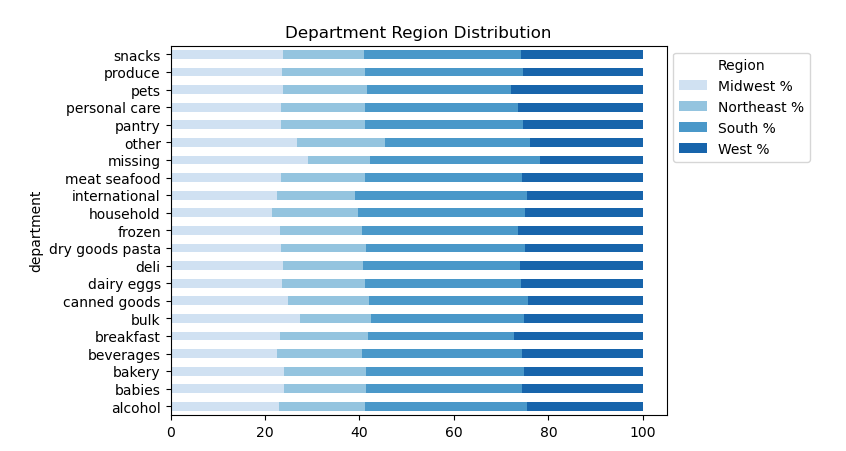 Department Region Distribution
snacks
produce
pets
personal care
pantry
other
missing
meat seafood
international
household
frozen
dry goods pasta
deli
dairy eggs
canned goods
bulk
breakfast
beverages
bakery
babies
alcohol
department
0 20 40 60 80 100
Region
Midwest %
Northeast %
South %
West %